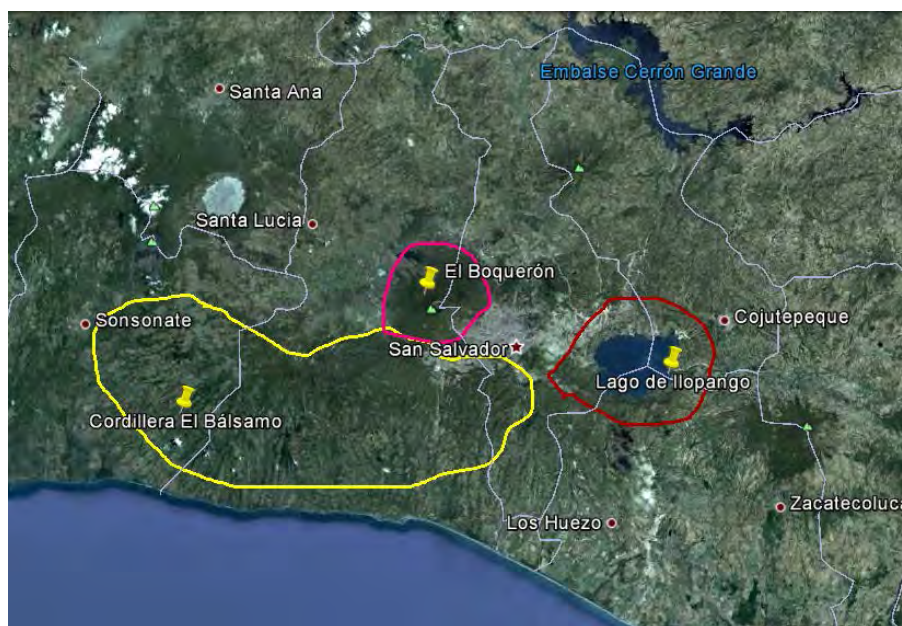 Embalse Cerrón Grande
Santa Ana
Santa Lucia
El Boquerón
Sonsonate
Cojutepeque
San Salvador
Lago de Ilopango
Cordillera El Bálsamo
Zacatecoluca
Los Huezo